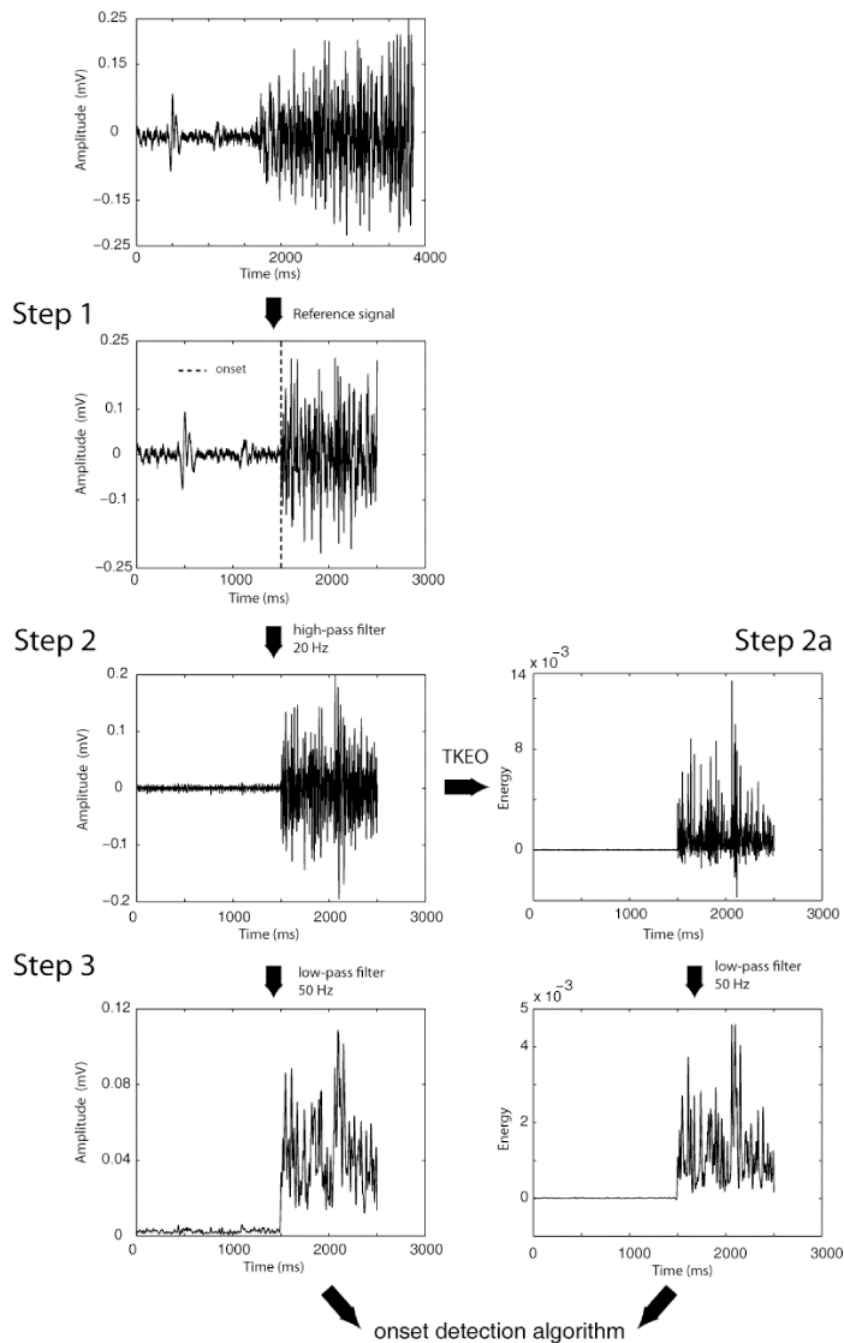 0.25
0.15
0
−0.15
−0.25
Amplitude (mV)
0
2000
4000
Time (ms)
Step 1
Reference signal
0.25
0.1
0
−0.1
−0.25
Amplitude (mV)
onset
0
1000
2000
3000
Time (ms)
Step 2
high-pass filter
20 Hz
Step 2a
0.2
0.1
0
−0.1
−0.2
Amplitude (mV)
0
1000
2000
3000
Time (ms)
TKEO
x 10⁻³
14
8
4
0
Energy
0
1000
2000
3000
Time (ms)
Step 3
low-pass filter
50 Hz
low-pass filter
50 Hz
0.12
0.08
0.04
0
Amplitude (mV)
0
1000
2000
3000
Time (ms)
x 10⁻³
5
4
2
0
Energy
0
1000
2000
3000
Time (ms)
onset detection algorithm